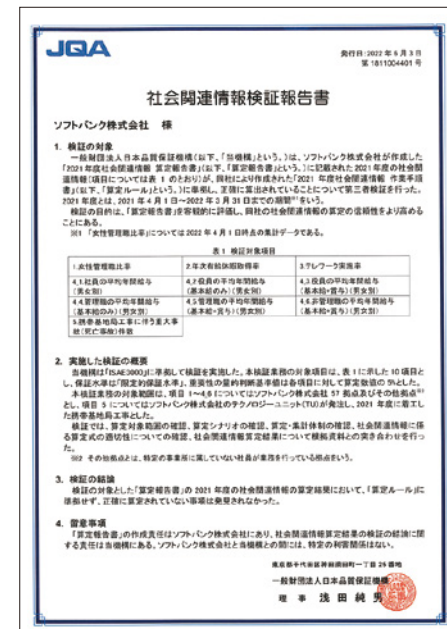 JQA
発行日:2022 年 6 月 3 日
第 1811004401 号
社会関連情報検証報告書
ソフトバンク株式会社 様
1. 検証の対象
一般財団法人日本品質保証機構(以下、「当機構」という。)は、ソフトバンク株式会社が作成した
「2021 年度社会関連情報 算定報告書」(以下、「算定報告書」という。)に記載された 2021 年度の社会関
連情報(項目については表 1 のとおり)が、同社により作成された「2021 年度社会関連情報 作業手順
書」(以下、「算定ルール」という。)に準拠し、正確に算出されていることについて第三者検証を行った。
2021 年度とは、2021 年 4 月 1 日~2022 年 3 月 31 日までの期間※1をいう。
検証の目的は、「算定報告書」を客観的に評価し、同社の社会関連情報の算定の信頼性をより高める
ことにある。
※1 「女性管理職比率」については 2022 年 4 月 1 日時点の集計データである。
表 1 検証対象項目
1.女性管理職比率
2.年次有給休暇取得率
3.テレワーク実施率
4.1.社員の平均年間給与
(男女別)
4.2.役員の平均年間給与
(基本給のみ)(男女別)
4.3.役員の平均年間給与
(基本給・賞与)(男女別)
4.4.管理職の平均年間給与
(基本給のみ)(男女別)
4.5 管理職の平均年間給与
(基本給・賞与)(男女別)
4.6.非管理職の平均年間給与
(基本給・賞与)(男女別)
5.携帯基地局工事に伴う重大事
故(死亡事故)件数
2. 実施した検証の概要
当機構は「ISAE3000」に準拠して検証を実施した。本検証業務の対象項目は、表 1 に示した 10 項目と
し、保証水準は「限定的保証水準」、重要性の量的判断基準値は各項目に対して算定数値の 5%とした。
本検証業務の対象範囲は、項目 1~4.6 についてはソフトバンク 57 拠点及びその他拠点※2
とし、項目 5 についてはソフトバンク株式会社のテクノロジーユニット(TU)が発注し、2021 年度に着工し
た携帯基地局工事とした。
検証では、算定対象範囲の確認、算定シナリオの確認、算定・集計体制の確認、社会関連情報に係
る算定式の適切性についての確認、社会関連情報算定結果について根拠資料との突き合わせを行っ
た。
※2 その他拠点とは、特定の事業所に属していない社員が業務を行っている拠点をいう。
3. 検証の結論
検証の対象とした「算定報告書」の 2021 年度の社会関連情報の算定結果において、「算定ルール」に
準拠せず、正確に算定されていない事項は発見されなかった。
4. 留意事項
「算定報告書」の作成責任はソフトバンク株式会社にあり、社会関連情報算定結果の検証の結論に関
する責任は当機構にある。ソフトバンク株式会社と当機構との間には、特定の利害関係はない。
東京都千代田区神田須田町一丁目 25 番地
一般財団法人日本品質保証機構
理 事 浅 田 純 男